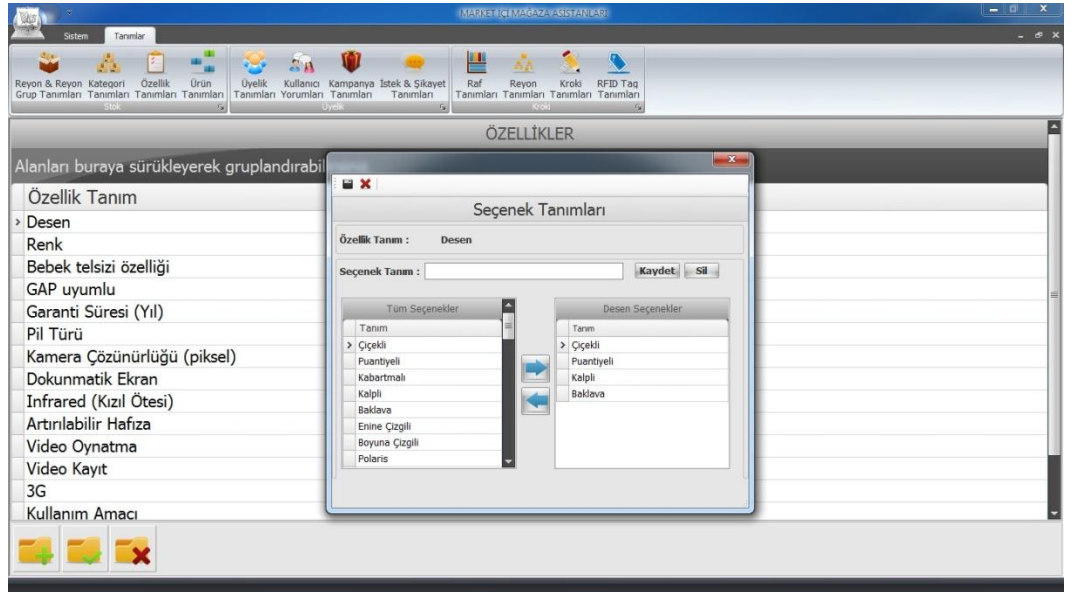 MARKET İÇİ MAĞAZA ASİSTANLARI
Sistem Tanımlar
Reyon & Reyon Grup Tanımları
Kategori Tanımları
Özellik Tanımları
Ürün Tanımları
Stok
Üyelik Tanımları
Kullanıcı Yorumları
Kampanya Tanımları
İstek & Şikayet Tanımları
Üyelik
Raf Tanımları
Reyon Tanımları
Kroki Tanımları
RFID Tag Tanımları
Kroki
ÖZELLİKLER
Alanları buraya sürükleyerek gruplandırabil
Özellik Tanım
Desen
Renk
Bebek telsizi özelliği
GAP uyumlu
Garanti Süresi (Yıl)
Pil Türü
Kamera Çözünürlüğü (piksel)
Dokunmatik Ekran
Infrared (Kızıl Ötesi)
Artırılabilir Hafıza
Video Oynatma
Video Kayıt
3G
Kullanım Amacı
Seçenek Tanımları
Özellik Tanım : Desen
Seçenek Tanım : Kaydet Sil
Tüm Seçenekler
Tanım
Çiçekli
Puantiyeli
Kabartmalı
Kalpli
Baklava
Enine Çizgili
Boyuna Çizgili
Polaris
Desen Seçenekler
Tanım
Çiçekli
Puantiyeli
Kalpli
Baklava